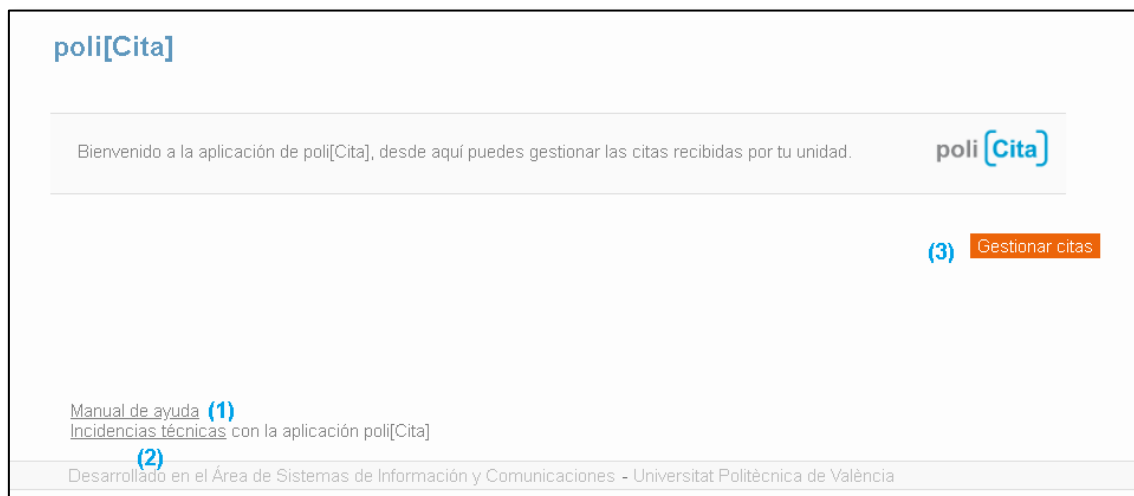 poli[Cita]
Bienvenido a la aplicación de poli[Cita], desde aquí puedes gestionar las citas recibidas por tu unidad.
poli [Cita]
(3) Gestionar citas
Manual de ayuda (1)
Incidencias técnicas con la aplicación poli[Cita]
(2)
Desarrollado en el Área de Sistemas de Información y Comunicaciones - Universitat Politècnica de València